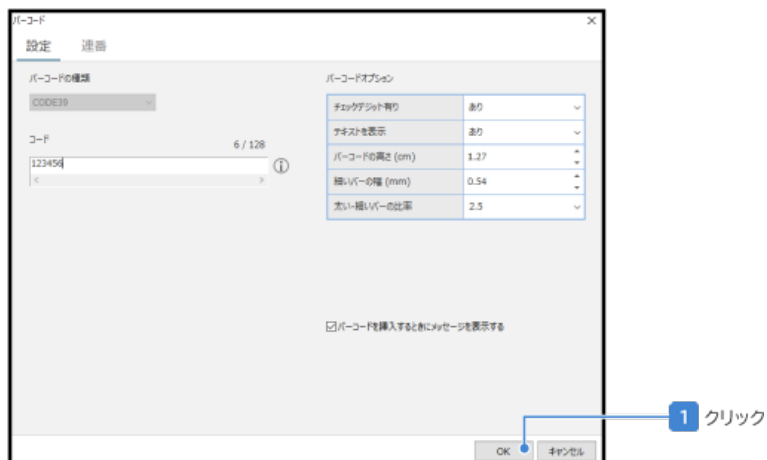 バーコード
設定 連番
バーコードの種類
CODE39
コード 6 / 128
123456
バーコードオプション
チェックデジット有り あり
テキストを表示 あり
バーコードの高さ (cm) 1.27
細いバーの幅 (mm) 0.54
太い-細いバーの比率 2.5
バーコードを挿入するときにメッセージを表示する
1 クリック
OK キャンセル